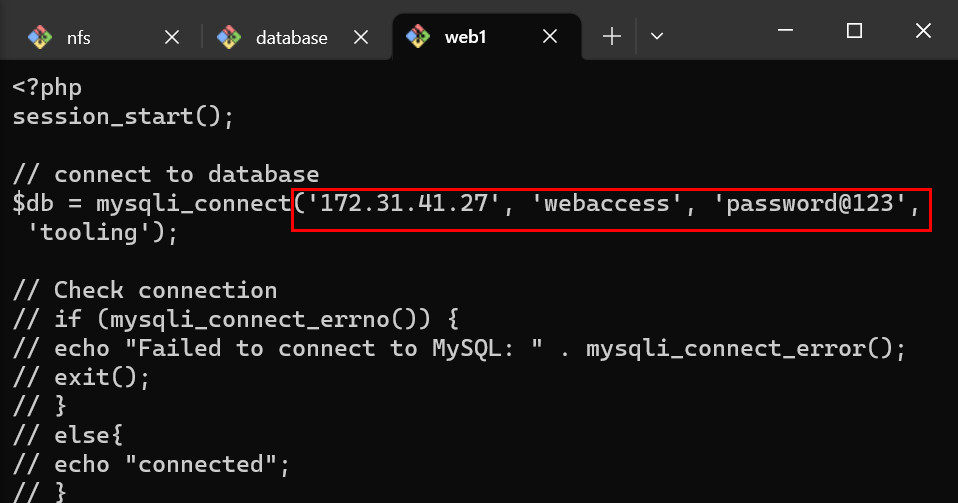 nfs database web1
<?php
session_start();
// connect to database
$db = mysqli_connect('172.31.41.27', 'webaccess', 'password@123',
'tooling');
// Check connection
// if (mysqli_connect_errno()) {
// echo "Failed to connect to MySQL: " . mysqli_connect_error();
// exit();
// }
// else{
// echo "connected";
// }